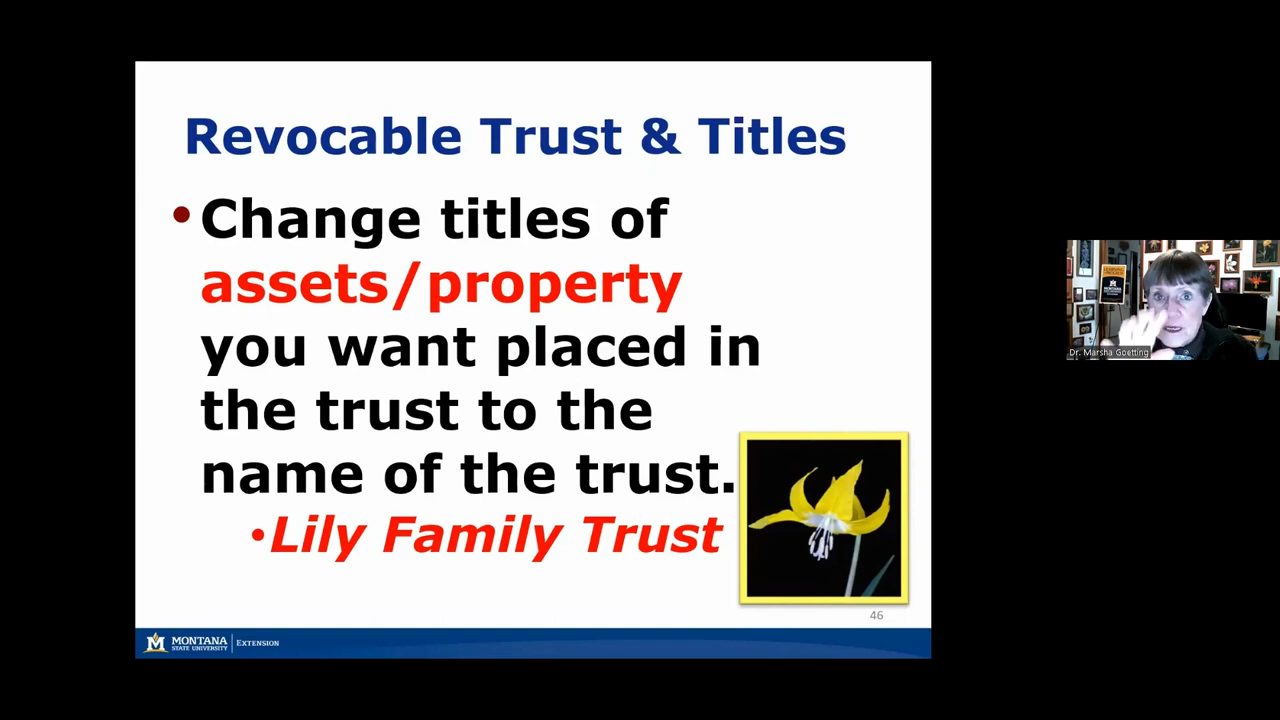 Revocable Trust & Titles
• Change titles of
assets/property
you want placed in
the trust to the
name of the trust.
• Lily Family Trust
46
M MONTANA
STATE UNIVERSITY
EXTENSION
Dr. Marsha Goetting